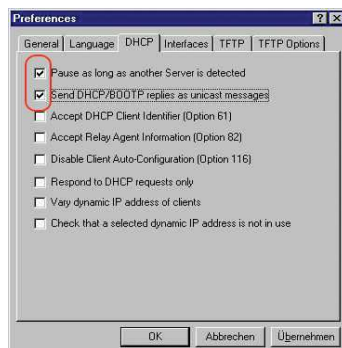 Preferences
General Language DHCP Interfaces TFTP TFTP Options
Pause as long as another Server is detected
Send DHCP/BOOTP replies as unicast messages
Accept DHCP Client Identifier (Option 61)
Accept Relay Agent Information (Option 82)
Disable Client Auto-Configuration (Option 116)
Respond to DHCP requests only
Vary dynamic IP address of clients
Check that a selected dynamic IP address is not in use
OK Abbrechen Übernehmen